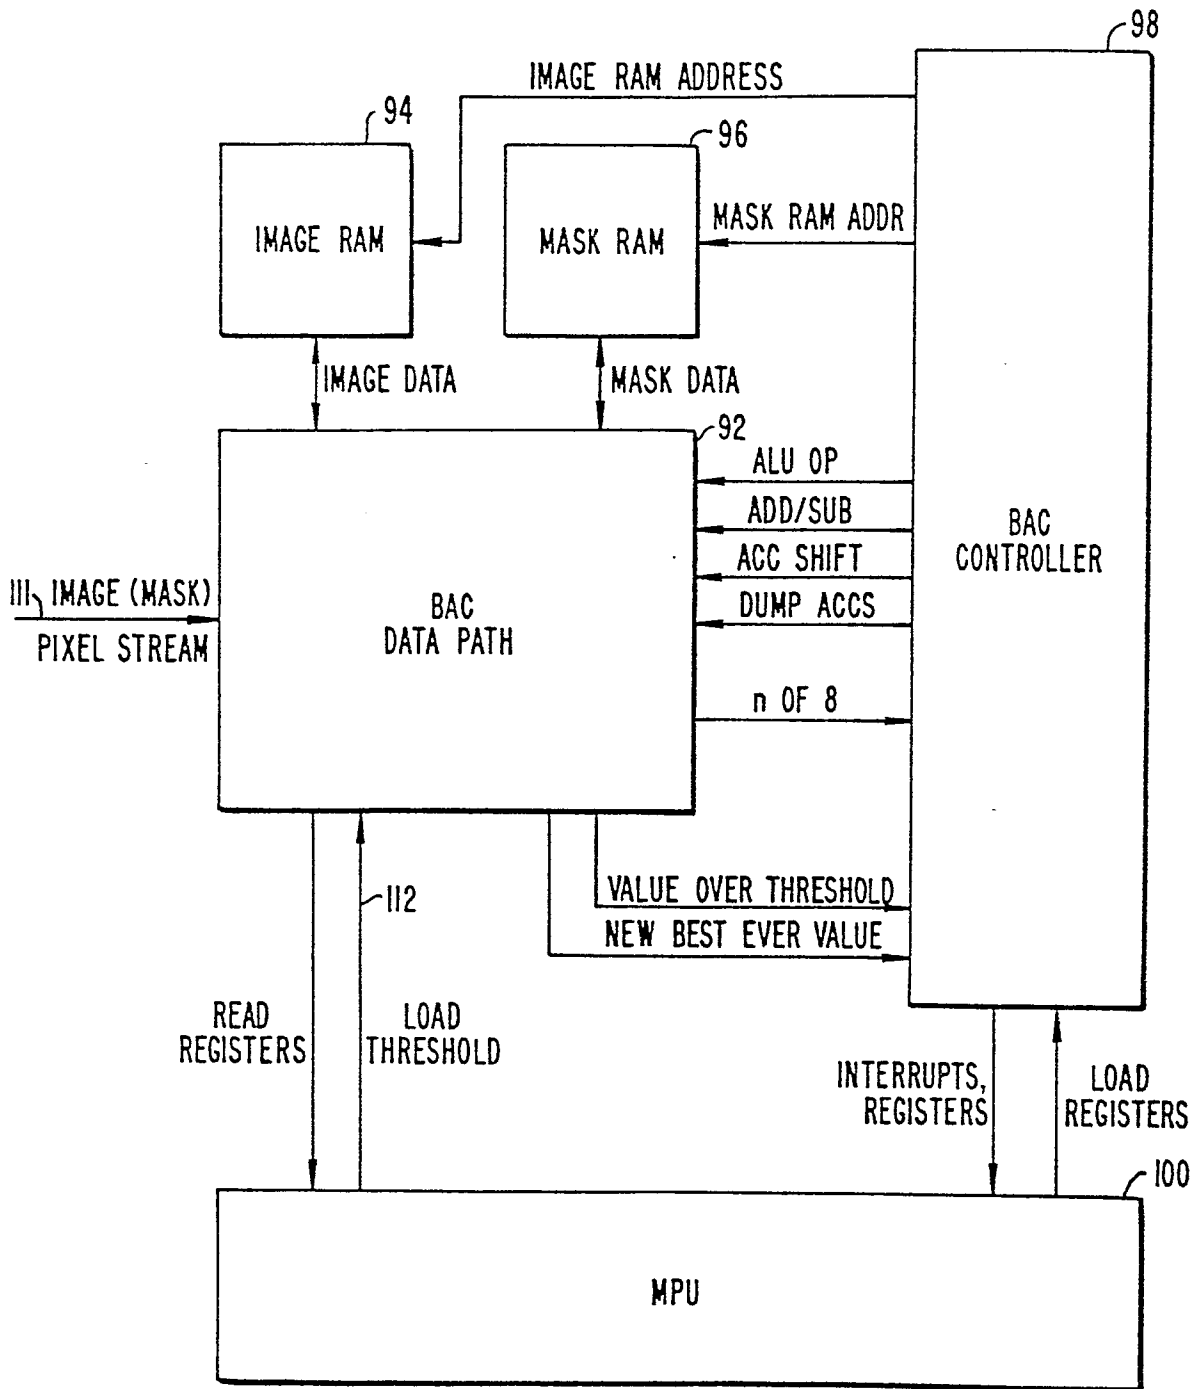 98
IMAGE RAM ADDRESS
94
96
IMAGE RAM
MASK RAM
MASK RAM ADDR
IMAGE DATA
MASK DATA
92
ALU OP
ADD/SUB
ACC SHIFT
DUMP ACCS
BAC
CONTROLLER
111 IMAGE (MASK)
PIXEL STREAM
BAC
DATA PATH
n OF 8
VALUE OVER THRESHOLD
NEW BEST EVER VALUE
112
READ
REGISTERS
LOAD
THRESHOLD
INTERRUPTS,
REGISTERS
LOAD
REGISTERS
100
MPU